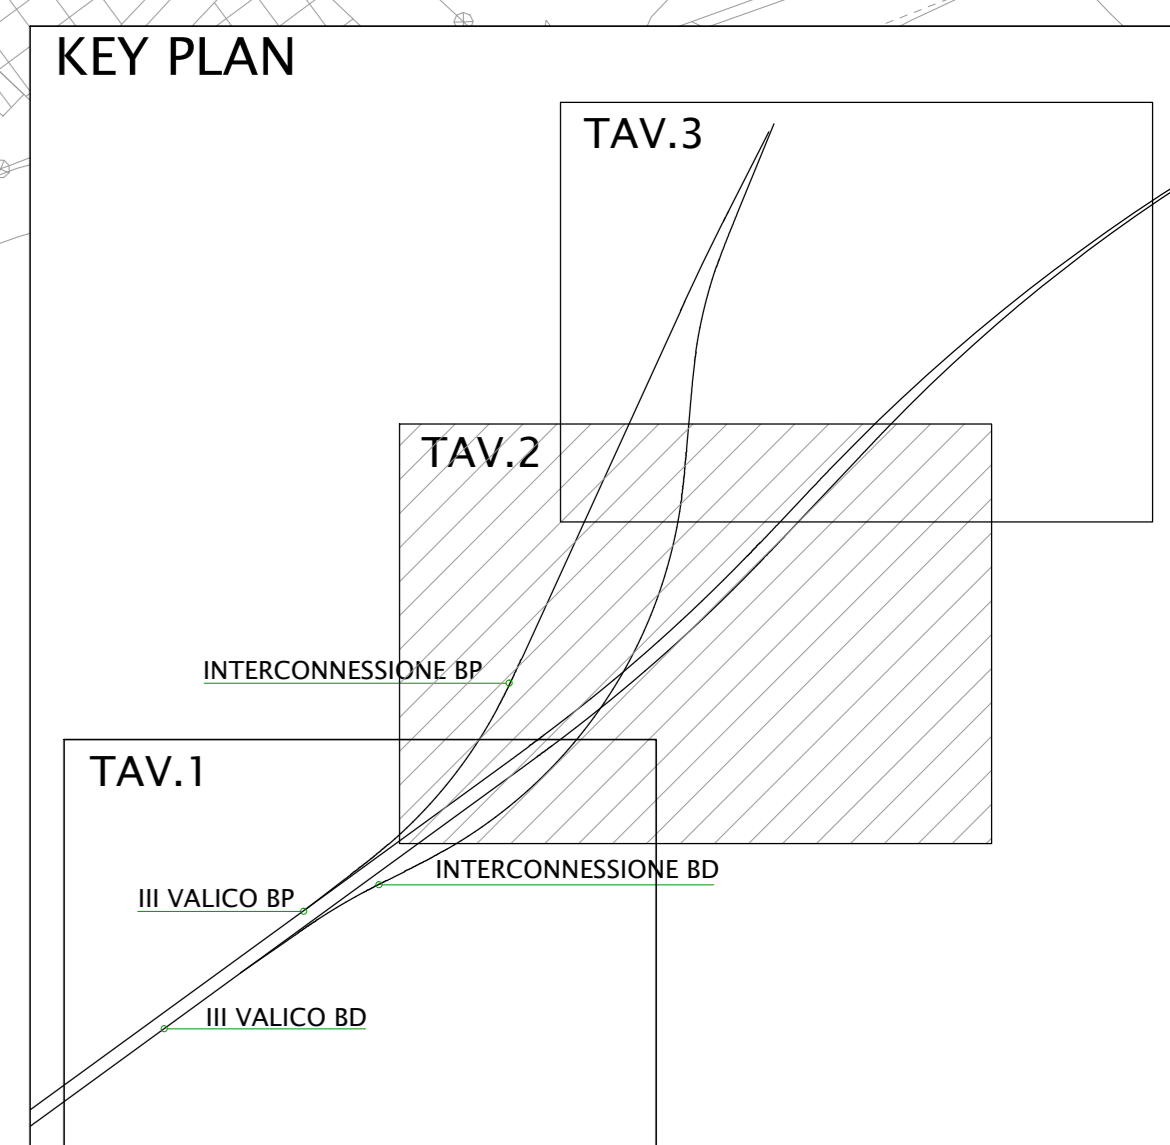 KEY PLAN
TAV.3
TAV.2
INTERCONNESSIONE BP
TAV.1
INTERCONNESSIONE BD
III VALICO BP
III VALICO BD